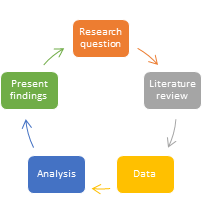 Research
question
Literature
review
Data
Analysis
Present
findings